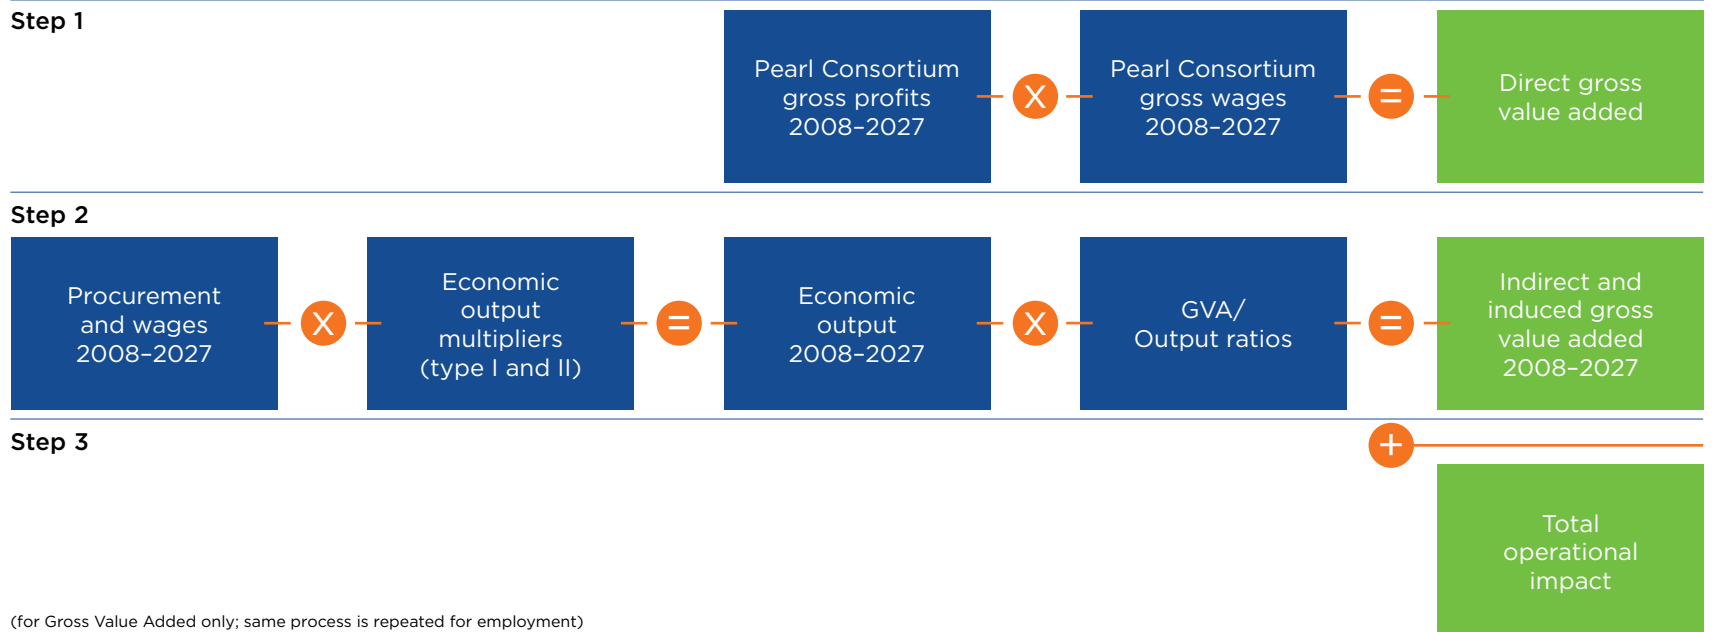 Step 1
Pearl Consortium
gross profits
2008–2027
X
Pearl Consortium
gross wages
2008–2027
=
Direct gross
value added
Step 2
Procurement
and wages
2008–2027
X
Economic
output
multipliers
(type I and II)
=
Economic
output
2008–2027
X
GVA/
Output ratios
=
Indirect and
induced gross
value added
2008–2027
Step 3
+
Total
operational
impact
(for Gross Value Added only; same process is repeated for employment)